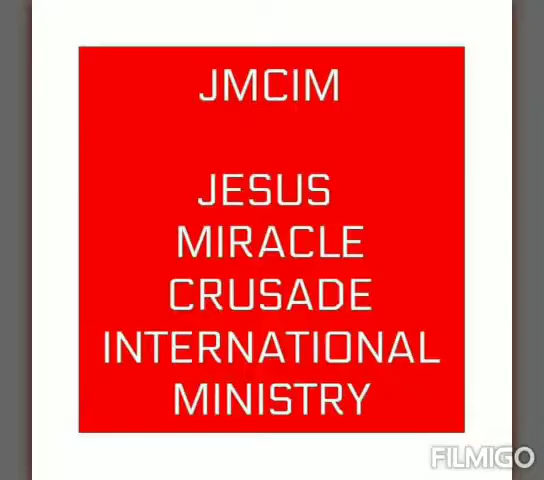 JMCIM
JESUS
MIRACLE
CRUSADE
INTERNATIONAL
MINISTRY
FILMIGO